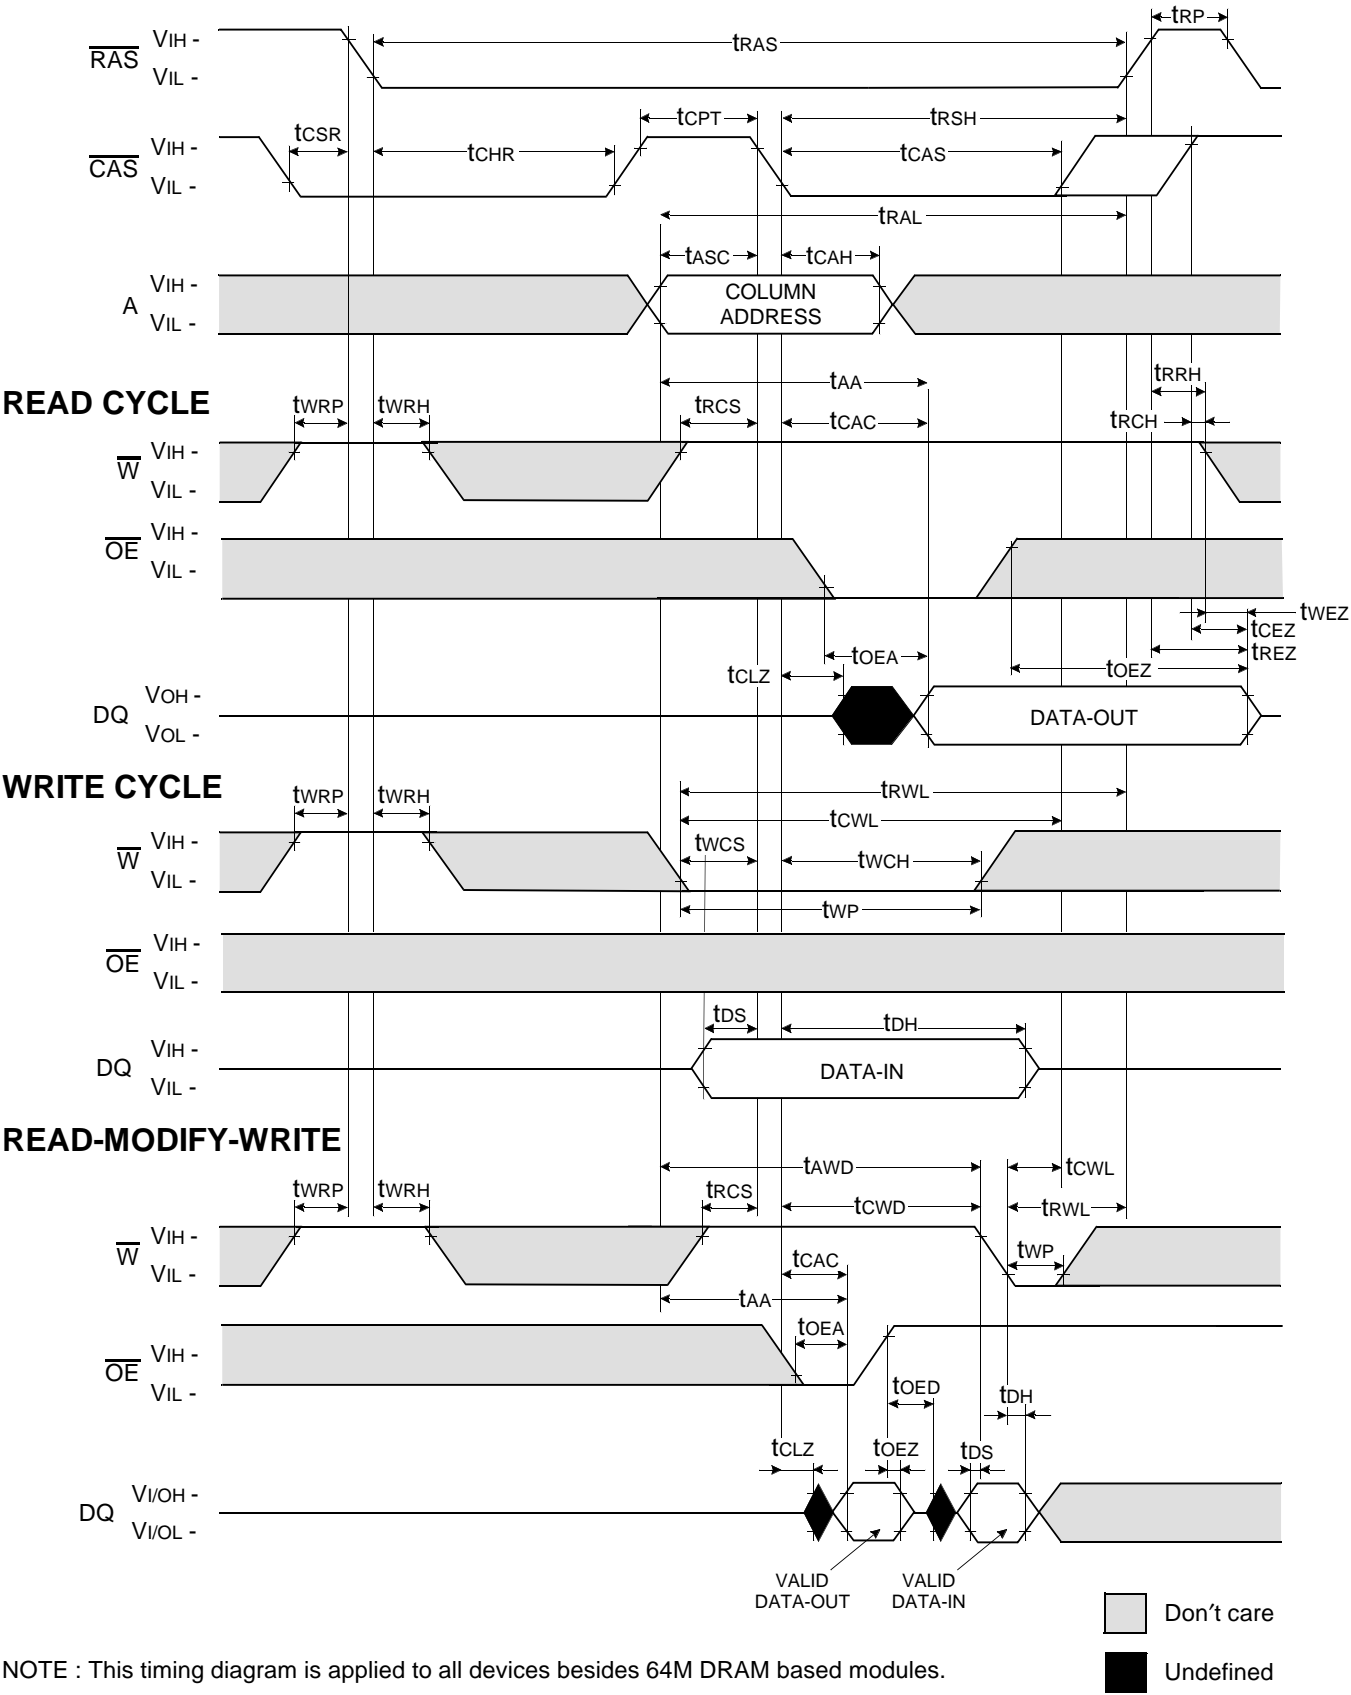 tRP
VIH -
RAS
tRAS
VIL -
tCPT
tRSH
tCSR
VIH -
tCHR
tCAS
CAS
VIL -
tRAL
tASC
tCAH
VIH -
COLUMN
A
ADDRESS
VIL -
tAA
tRRH
READ CYCLE
tWRP
tWRH
tRCS
tCAC
tRCH
VIH -
W
VIL -
VIH -
OE
VIL -
tWEZ
tCEZ
tOEA
tREZ
tCLZ
tOEZ
VOH -
DQ
DATA-OUT
VOL -
WRITE CYCLE
tWRP
tWRH
tRWL
tCWL
VIH -
tWCS
tWCH
W
VIL -
tWP
VIH -
OE
VIL -
tDS
tDH
VIH -
DQ
DATA-IN
VIL -
READ-MODIFY-WRITE
tAWD
tCWL
tWRP
tWRH
tRCS
tCWD
tRWL
VIH -
W
tWP
tCAC
VIL -
tAA
tOEA
VIH -
OE
VIL -
tOED
tDH
tCLZ
tOEZ
tDS
VI/OH -
DQ
VI/OL -
VALID
DATA-OUT
VALID
DATA-IN
Don′t care
NOTE : This timing diagram is applied to all devices besides 64M DRAM based modules.
Undefined